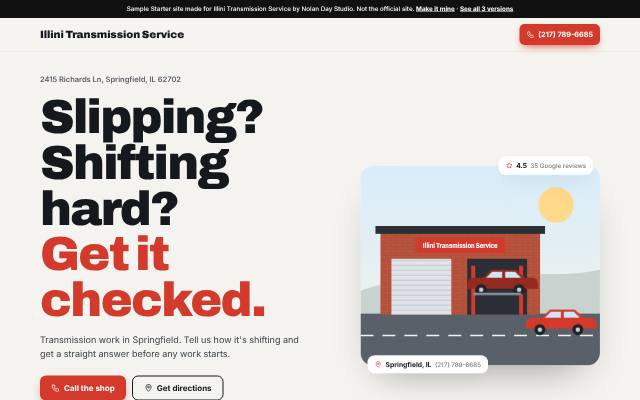 Sample Starter site made for Illini Transmission Service by Nolan Day Studio. Not the official site. Make it mine · See all 3 versions
Illini Transmission Service
(217) 789-6685
2415 Richards Ln, Springfield, IL 62702
Slipping?
Shifting
hard?
Get it
checked.
4.5 35 Google reviews
Illini Transmission Service
Springfield, IL (217) 789-6685
Transmission work in Springfield. Tell us how it's shifting and
get a straight answer before any work starts.
Call the shop
Get directions